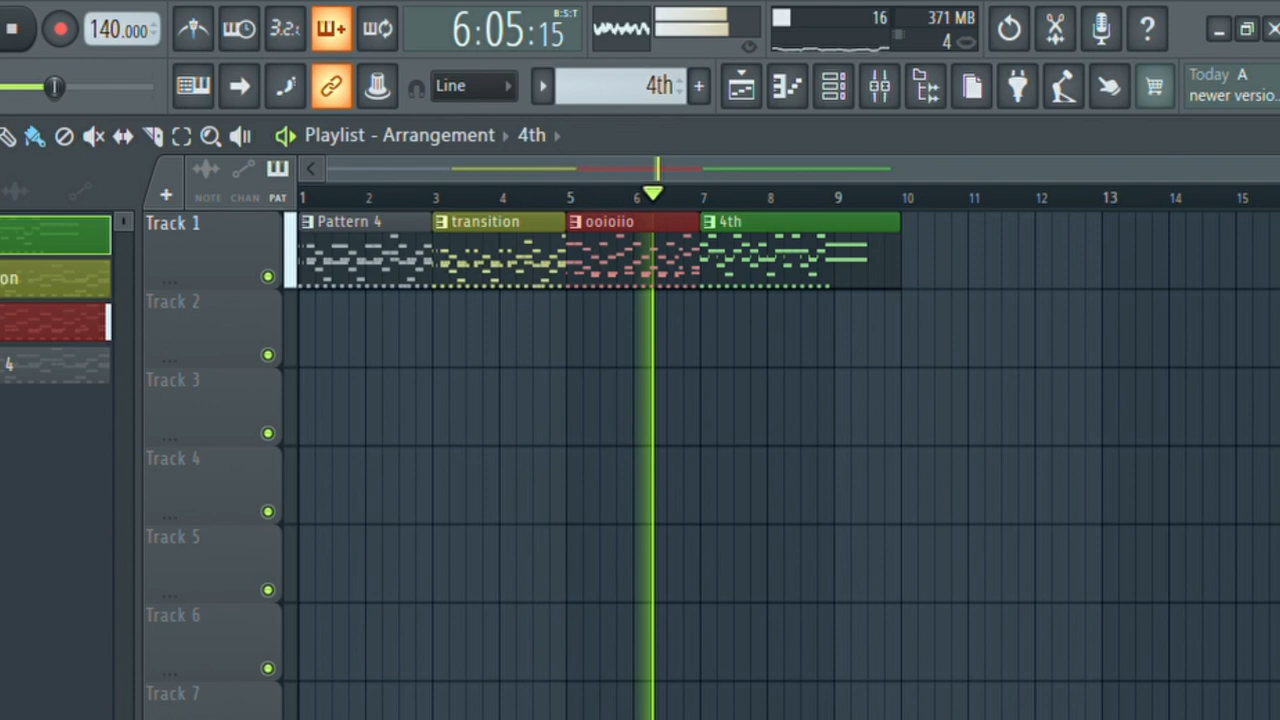 140.000
3.2.
6:05:15
B:S:T
16
371 MB
4
Line
4th
Today A
newer versio..
Playlist - Arrangement
4th
NOTE CHAN PAT
1 2 3 4 5 6 7 8 9 10 11 12 13 14 15
Track 1
Pattern 4
transition
ooioiio
4th
on
Track 2
4
Track 3
Track 4
Track 5
Track 6
Track 7